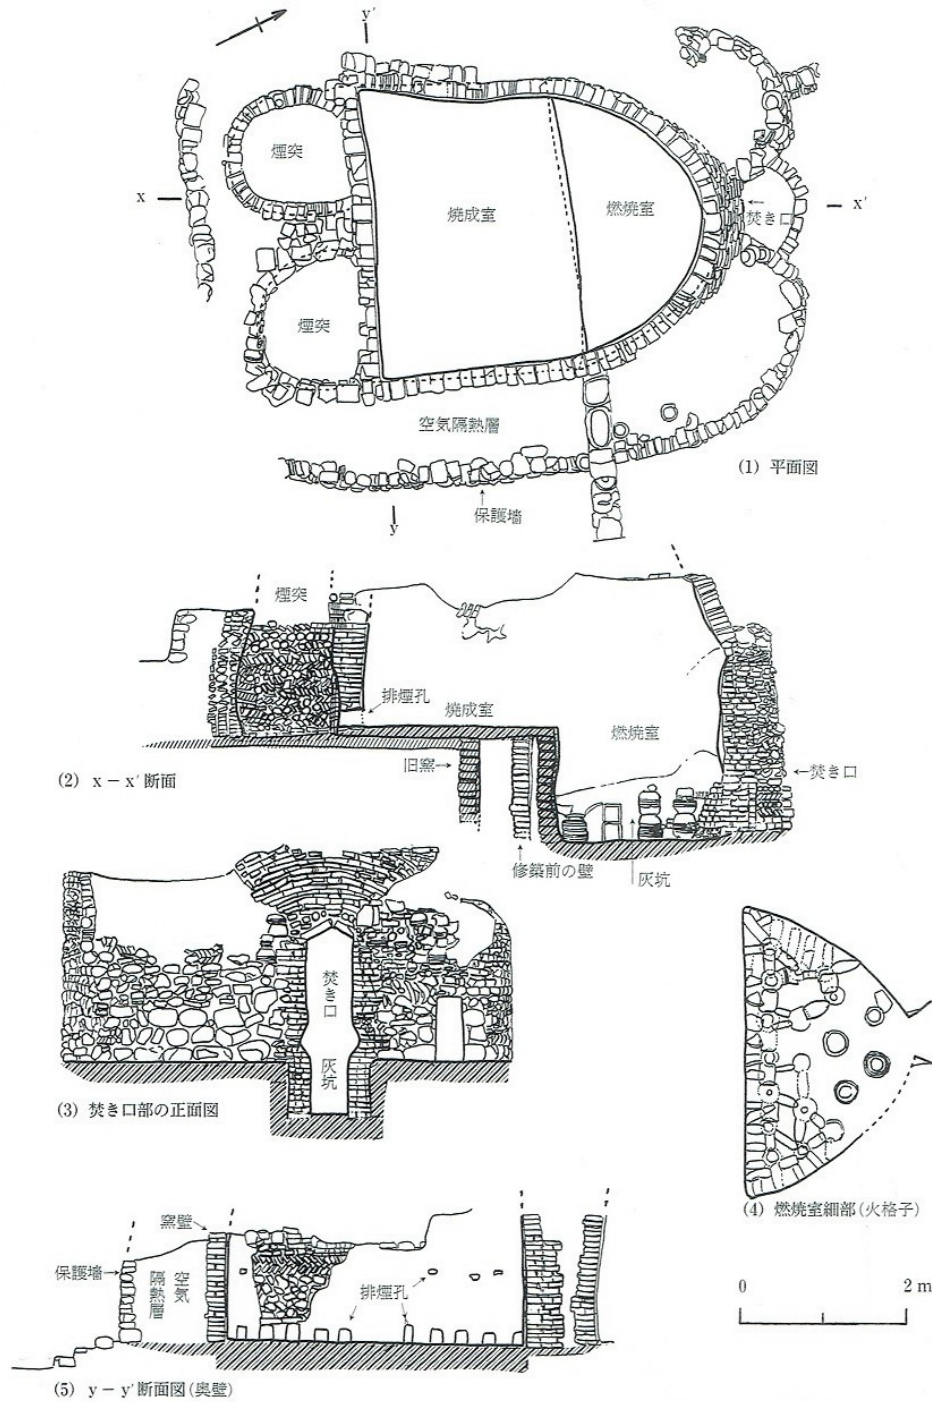 y′
煙突
x
焼成室
燃焼室
x′
焚き口
煙突
空気隔熱層
(1) 平面図
保護墻
y
煙突
排煙孔
焼成室
燃焼室
旧窯
焚き口
(2) x－x′断面
修築前の壁
灰坑
焚き口
灰坑
(3) 焚き口部の正面図
(4) 燃焼室細部(火格子)
窯壁
保護墻
空気
隔熱層
排煙孔
0 2 m
(5) y－y′断面図(奥壁)